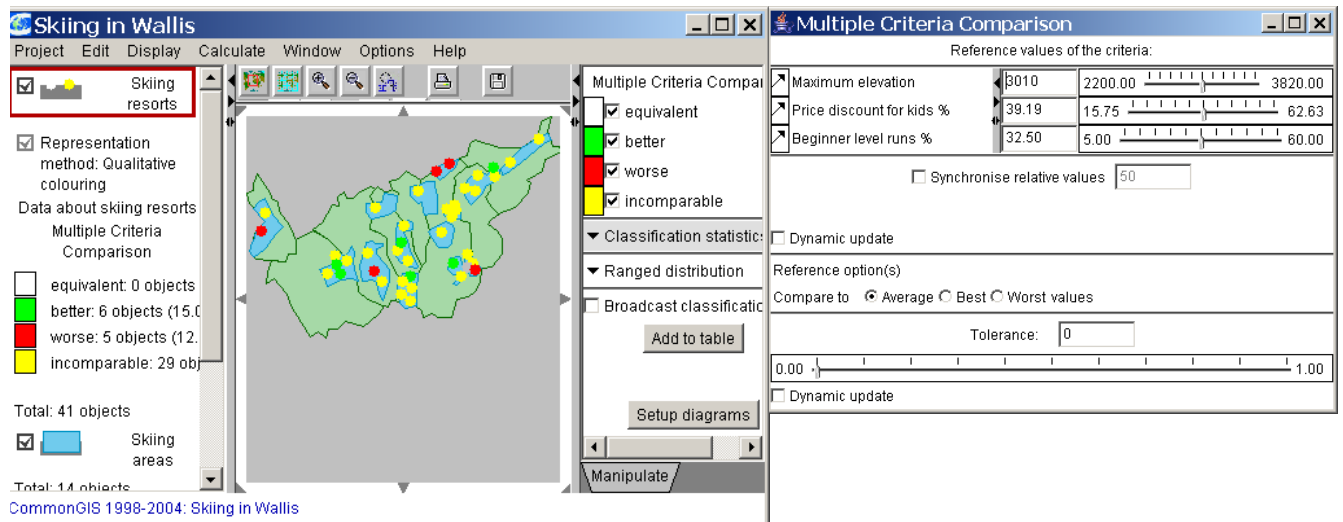 Skiing in Wallis
Project Edit Display Calculate Window Options Help
Skiing
resorts
Representation
method: Qualitative
colouring
Data about skiing resorts
Multiple Criteria
Comparison
equivalent: 0 objects
better: 6 objects (15.0
worse: 5 objects (12.
incomparable: 29 obj
Total: 41 objects
Skiing
areas
Total: 14 objects
Multiple Criteria Compar
equivalent
better
worse
incomparable
Classification statistics
Ranged distribution
Broadcast classificatio
Add to table
Setup diagrams
Manipulate
CommonGIS 1998-2004: Skiing in Wallis
Multiple Criteria Comparison
Reference values of the criteria:
Maximum elevation 3010 2200.00 3820.00
Price discount for kids % 39.19 15.75 62.63
Beginner level runs % 32.50 5.00 60.00
Synchronise relative values 50
Dynamic update
Reference option(s)
Compare to Average Best Worst values
Tolerance: 0
0.00 1.00
Dynamic update